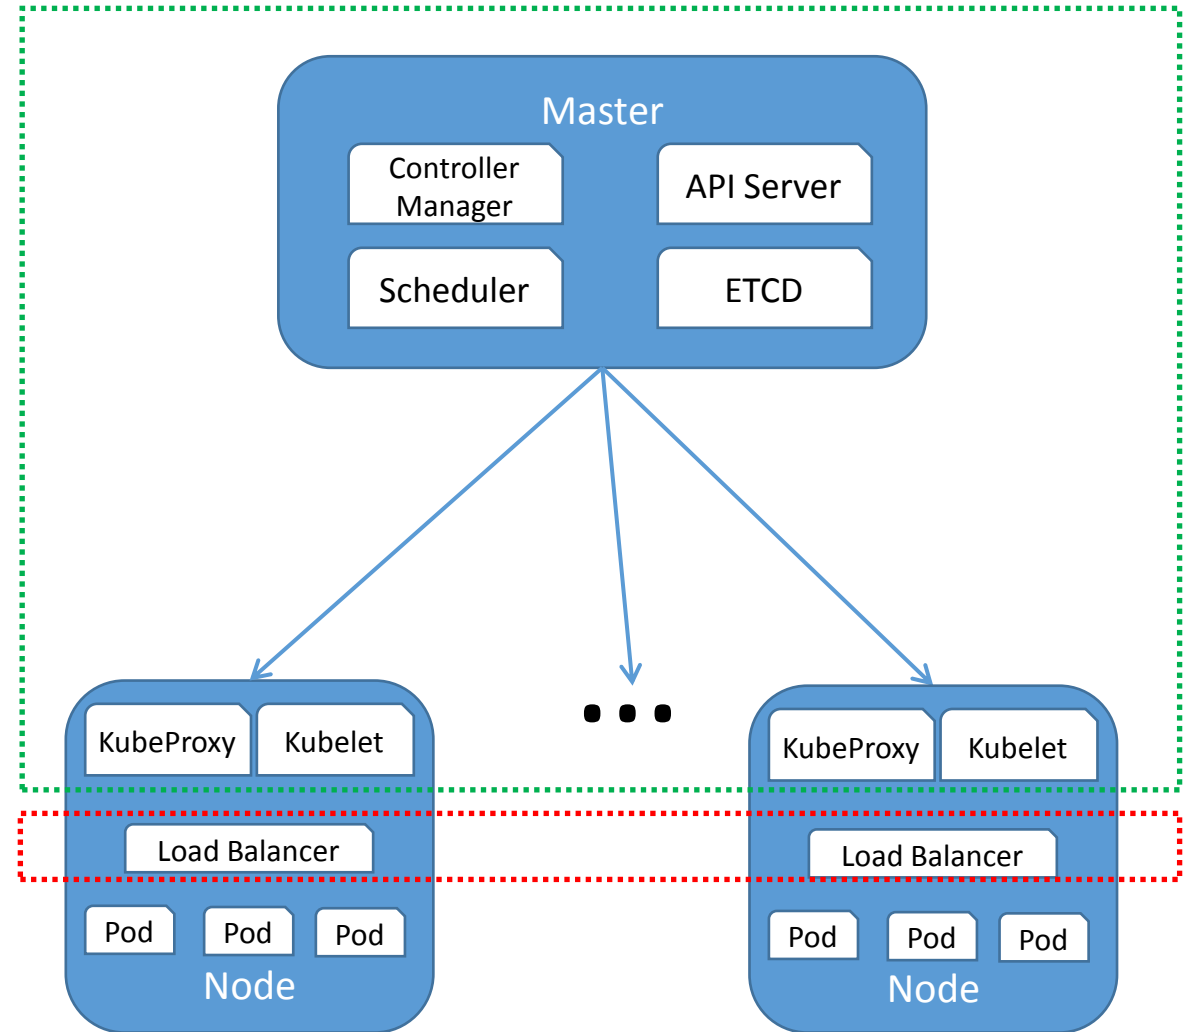 Master
Controller
Manager
API Server
Scheduler
ETCD
KubeProxy
Kubelet
Load Balancer
Pod
Pod
Pod
Node
KubeProxy
Kubelet
Load Balancer
Pod
Pod
Pod
Node